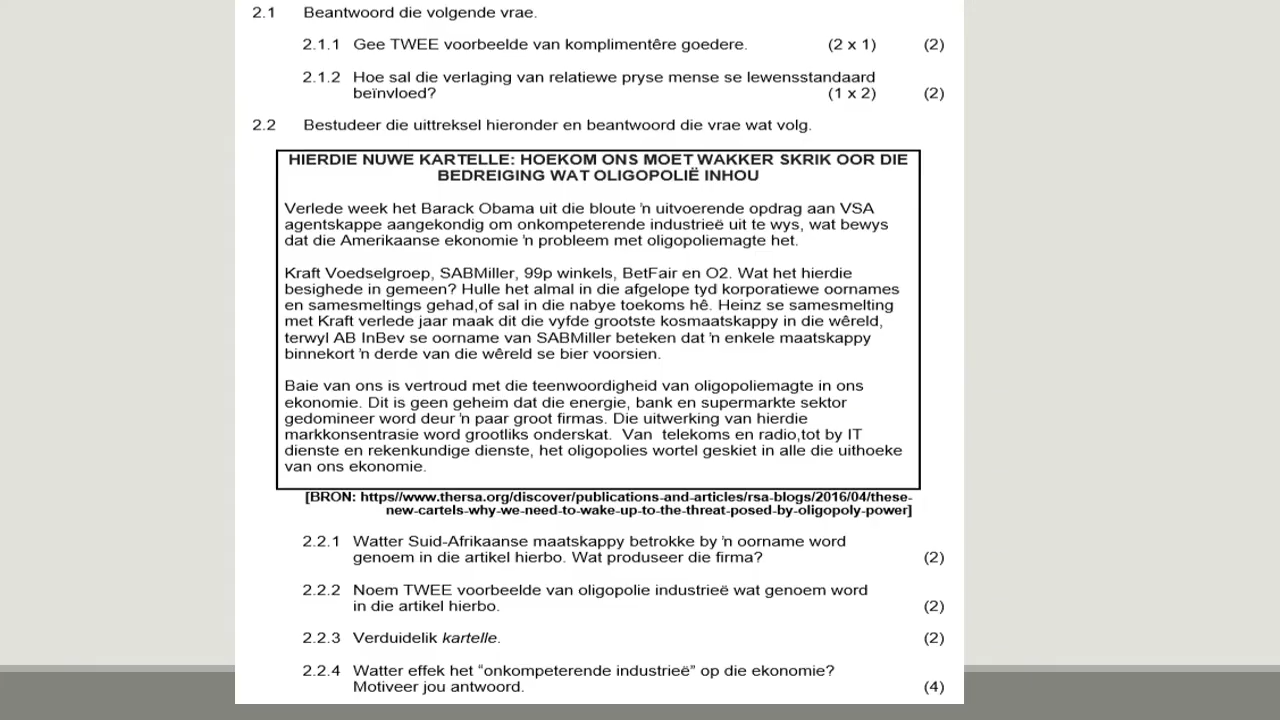 2.1 Beantwoord die volgende vrae.
2.1.1 Gee TWEE voorbeelde van komplimentêre goedere. (2 x 1) (2)
2.1.2 Hoe sal die verlaging van relatiewe pryse mense se lewensstandaard
beïnvloed? (1 x 2) (2)
2.2 Bestudeer die uittreksel hieronder en beantwoord die vrae wat volg.
HIERDIE NUWE KARTELLE: HOEKOM ONS MOET WAKKER SKRIK OOR DIE
BEDREIGING WAT OLIGOPOLIË INHOU
Verlede week het Barack Obama uit die bloute 'n uitvoerende opdrag aan VSA
agentskappe aangekondig om onkompeterende industrieë uit te wys, wat bewys
dat die Amerikaanse ekonomie 'n probleem met oligopoliemagte het.
Kraft Voedselgroep, SABMiller, 99p winkels, BetFair en O2. Wat het hierdie
besighede in gemeen? Hulle het almal in die afgelope tyd korporatiewe oornames
en samesmeltings gehad,of sal in die nabye toekoms hê. Heinz se samesmelting
met Kraft verlede jaar maak dit die vyfde grootste kosmaatskappy in die wêreld,
terwyl AB InBev se oorname van SABMiller beteken dat 'n enkele maatskappy
binnekort 'n derde van die wêreld se bier voorsien.
Baie van ons is vertroud met die teenwoordigheid van oligopoliemagte in ons
ekonomie. Dit is geen geheim dat die energie, bank en supermarkte sektor
gedomineer word deur 'n paar groot firmas. Die uitwerking van hierdie
markkonsentrasie word grootliks onderskat. Van telekoms en radio,tot by IT
dienste en rekenkundige dienste, het oligopolies wortel geskiet in alle die uithoeke
van ons ekonomie.
[BRON: https//www.thersa.org/discover/publications-and-articles/rsa-blogs/2016/04/these-
new-cartels-why-we-need-to-wake-up-to-the-threat-posed-by-oligopoly-power]
2.2.1 Watter Suid-Afrikaanse maatskappy betrokke by 'n oorname word
genoem in die artikel hierbo. Wat produseer die firma? (2)
2.2.2 Noem TWEE voorbeelde van oligopolie industrieë wat genoem word
in die artikel hierbo. (2)
2.2.3 Verduidelik kartelle. (2)
2.2.4 Watter effek het “onkompeterende industrieë” op die ekonomie?
Motiveer jou antwoord. (4)